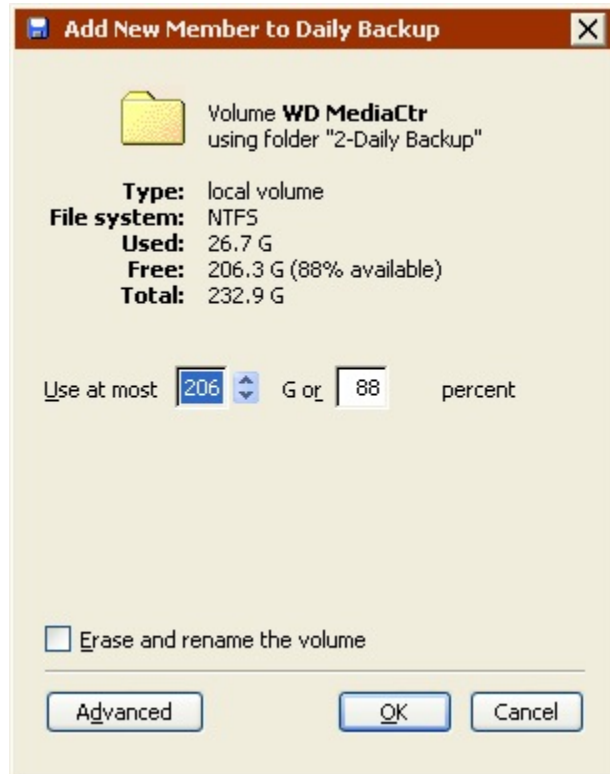 Add New Member to Daily Backup
Volume WD MediaCtr
using folder "2-Daily Backup"
Type: local volume
File system: NTFS
Used: 26.7 G
Free: 206.3 G (88% available)
Total: 232.9 G
Use at most 206 G or 88 percent
Erase and rename the volume
Advanced OK Cancel